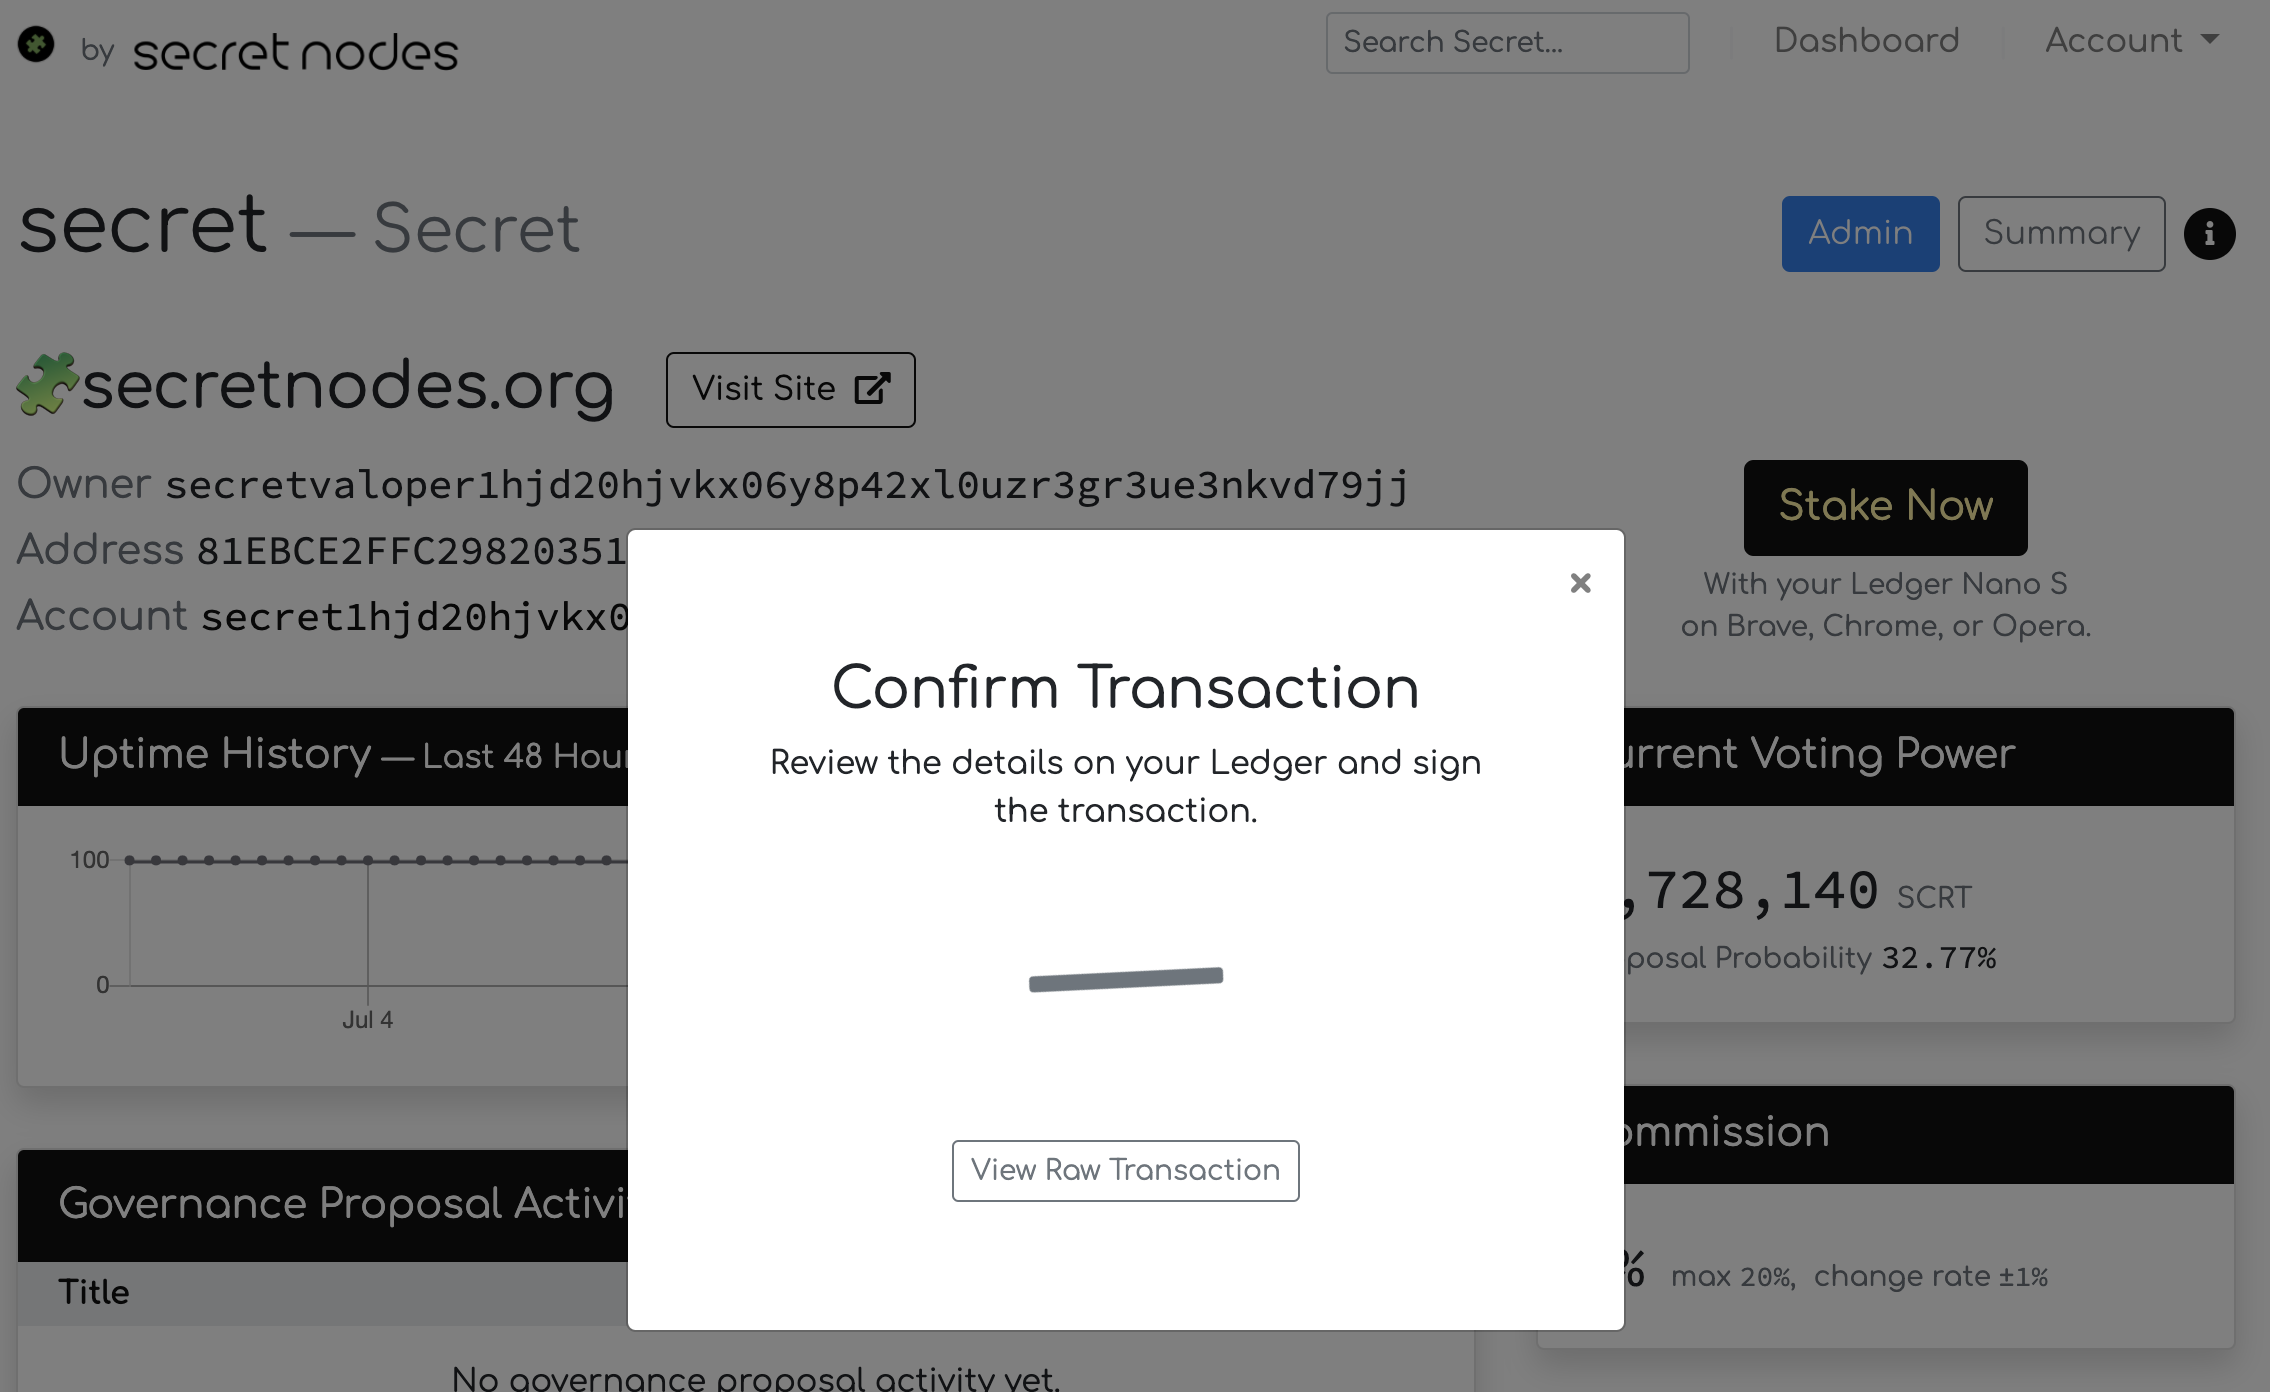 by secret nodes
Search Secret...
Dashboard
Account
secret — Secret
Admin
Summary
secretnodes.org
Visit Site
Owner secretvaloper1hjd20hjvkx06y8p42xl0uzr3gr3ue3nkvd79jj
Address 81EBCE2FFC29820351
Account secret1hjd20hjvkx0
Stake Now
With your Ledger Nano S
on Brave, Chrome, or Opera.
Confirm Transaction
Review the details on your Ledger and sign
the transaction.
View Raw Transaction
Uptime History — Last 48 Hour
100
0
Jul 4
urrent Voting Power
,728,140 SCRT
posal Probability 32.77%
ommission
% max 20%, change rate ±1%
Governance Proposal Activi
Title
No governance proposal activity yet.